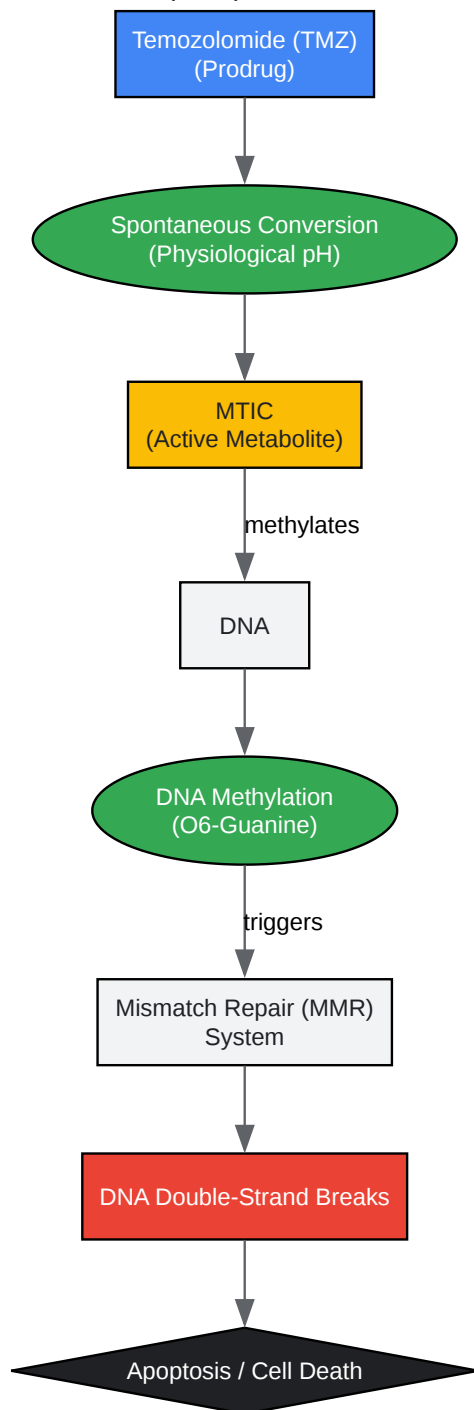 Temozolomide (TMZ)
(Prodrug)
Spontaneous Conversion
(Physiological pH)
MTIC
(Active Metabolite)
methylates
DNA
DNA Methylation
(O6-Guanine)
triggers
Mismatch Repair (MMR)
System
DNA Double-Strand Breaks
Apoptosis / Cell Death